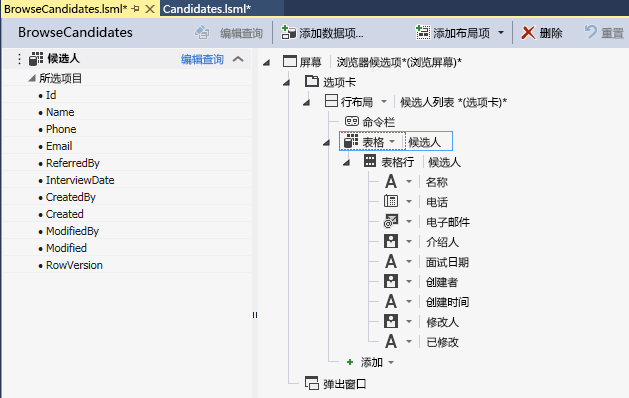 BrowseCandidates.lsml* Candidates.lsml*
BrowseCandidates 编辑查询 添加数据项... 添加布局项 删除 重置
候选人 编辑查询
所选项目
Id
Name
Phone
Email
ReferredBy
InterviewDate
CreatedBy
Created
ModifiedBy
Modified
RowVersion
屏幕 浏览器候选项*(浏览屏幕)*
选项卡
行布局 候选人列表 *(选项卡)*
命令栏
表格 候选人
表格行 候选人
名称
电话
电子邮件
介绍人
面试日期
创建者
创建时间
修改人
已修改
添加
弹出窗口